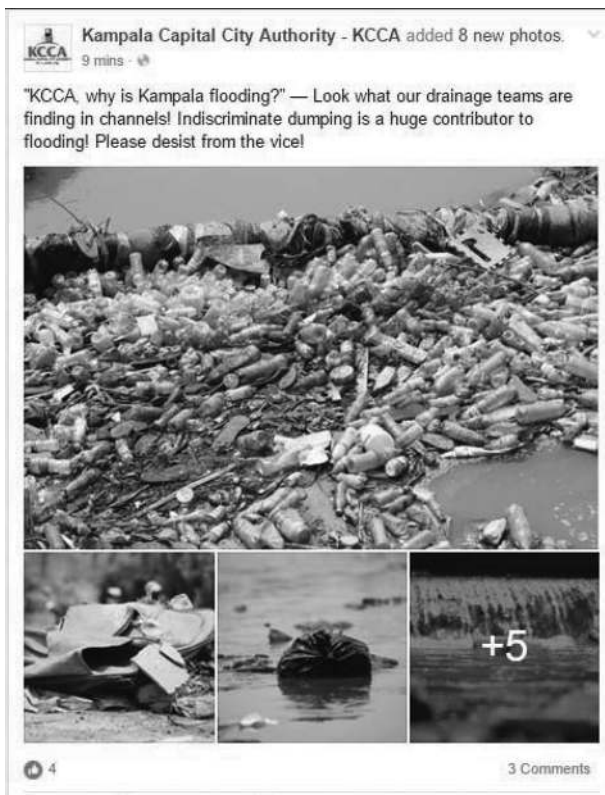 Kampala Capital City Authority - KCCA added 8 new photos.
KCCA
9 mins ·
"KCCA, why is Kampala flooding?" — Look what our drainage teams are
finding in channels! Indiscriminate dumping is a huge contributor to
flooding! Please desist from the vice!
+5
4
3 Comments